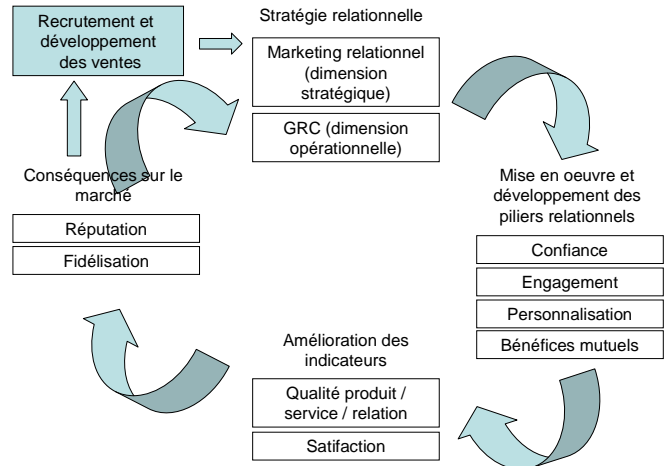 Recrutement et
développement
des ventes
Stratégie relationnelle
Marketing relationnel
(dimension
stratégique)
GRC (dimension
opérationnelle)
Mise en oeuvre et
développement des
piliers relationnels
Confiance
Engagement
Personnalisation
Bénéfices mutuels
Amélioration des
indicateurs
Qualité produit /
service / relation
Satifaction
Conséquences sur le
marché
Réputation
Fidélisation